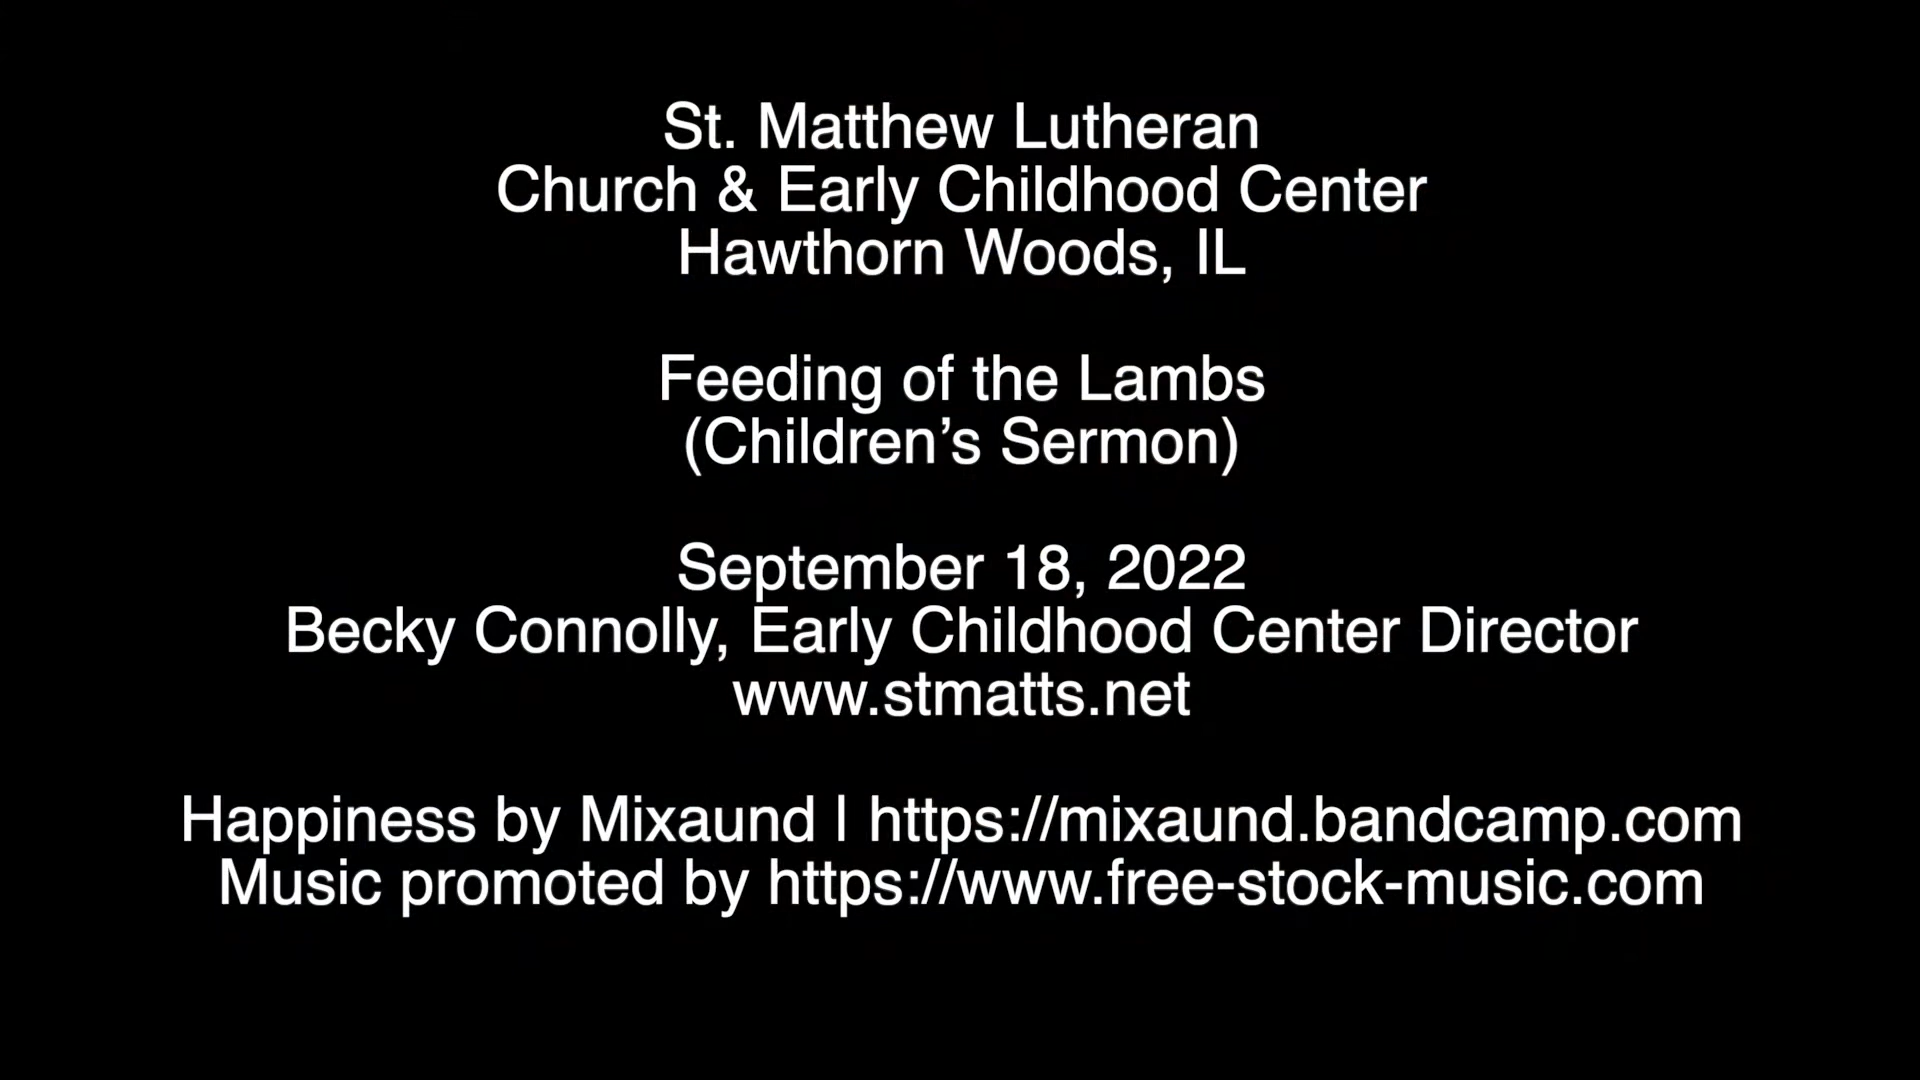 St. Matthew Lutheran
Church & Early Childhood Center
Hawthorn Woods, IL
Feeding of the Lambs
(Children’s Sermon)
September 18, 2022
Becky Connolly, Early Childhood Center Director
www.stmatts.net
Happiness by Mixaund | https://mixaund.bandcamp.com
Music promoted by https://www.free-stock-music.com